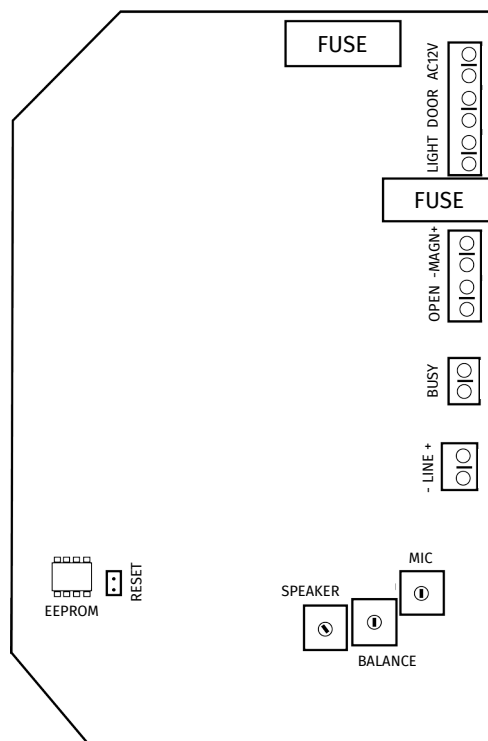 FUSE
AC12V
DOOR
LIGHT
FUSE
-MAGN+
OPEN
BUSY
- LINE +
MIC
RESET
SPEAKER
EEPROM
BALANCE